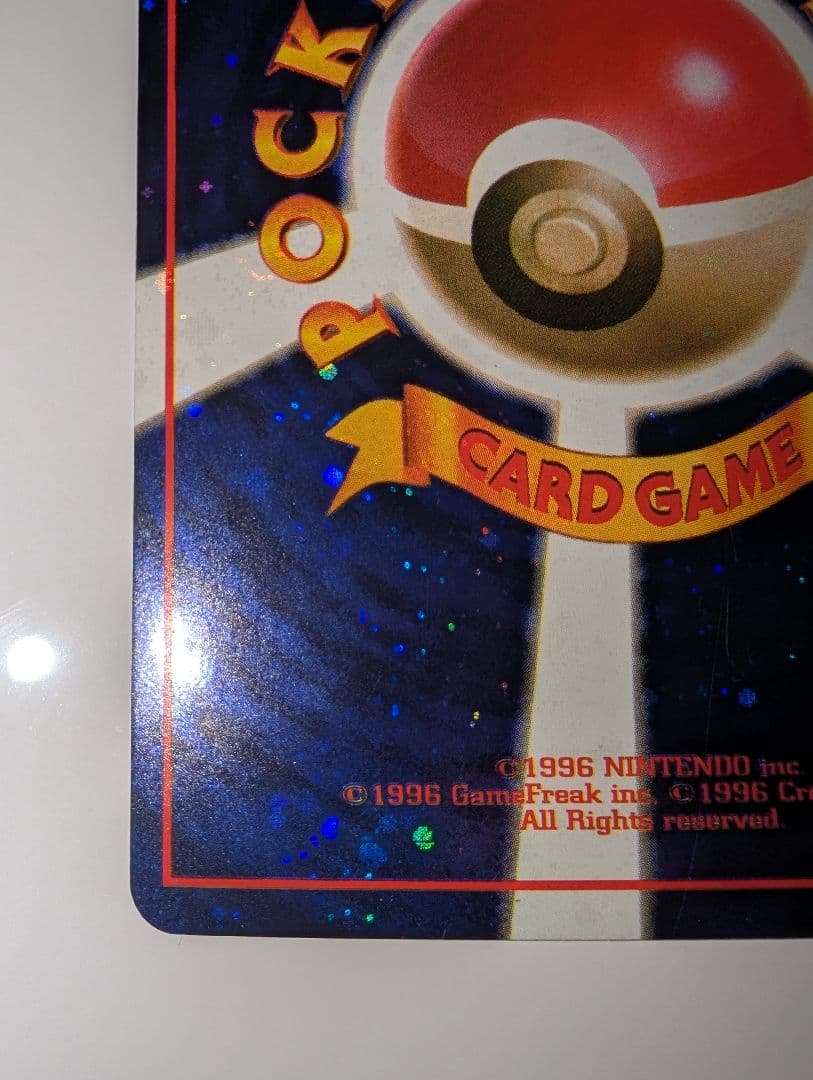 POCK
CARD GAME
©1996 NINTENDO inc.
©1996 GameFreak inc. ©1996 Cr
All Rights reserved.